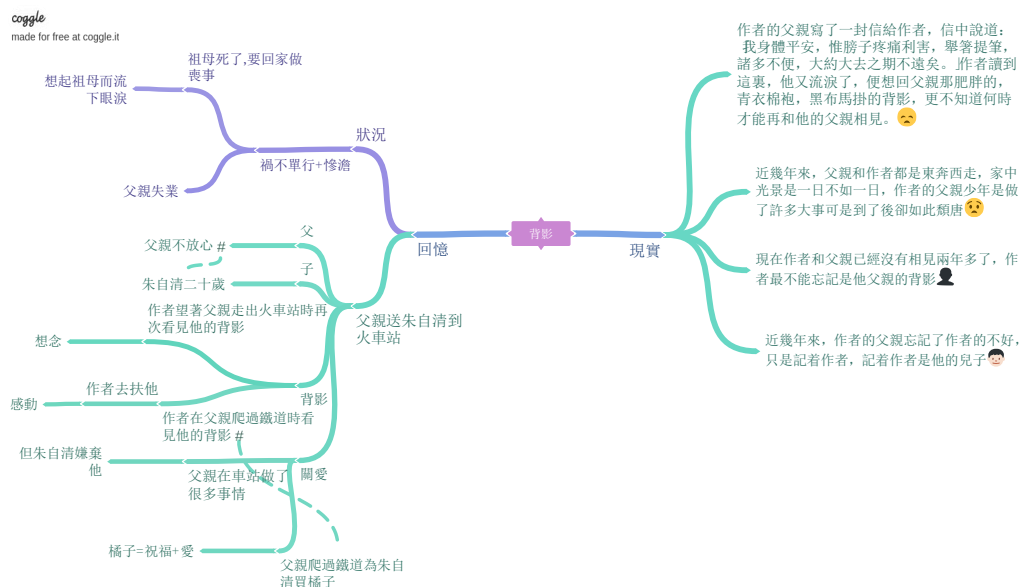 coggle
made for free at coggle.it
祖母死了,要回家做
喪事
想起祖母而流
下眼淚
狀況
禍不單行+慘澹
父親失業
父
父親不放心 #
子
朱自清二十歲
作者望著父親走出火車站時再
次看見他的背影
想念
父親送朱自清到
火車站
作者去扶他
感動
背影
作者在父親爬過鐵道時看
見他的背影 #
但朱自清嫌棄
他
父親在車站做了
很多事情
關愛
橘子=祝福+愛
父親爬過鐵道為朱自
清買橘子
回憶
背影
現實
作者的父親寫了一封信給作者，信中說道：
「我身體平安，惟膀子疼痛利害，舉箸提筆，
諸多不便，大約大去之期不遠矣。」作者讀到
這裏，他又流淚了，便想回父親那肥胖的，
青衣棉袍，黑布馬掛的背影，更不知道何時
才能再和他的父親相見。😞
近幾年來，父親和作者都是東奔西走，家中
光景是一日不如一日，作者的父親少年是做
了許多大事可是到了後卻如此頹唐😟
現在作者和父親已經沒有相見兩年多了，作
者最不能忘記是他父親的背影👤
近幾年來，作者的父親忘記了作者的不好，
只是記着作者，記着作者是他的兒子